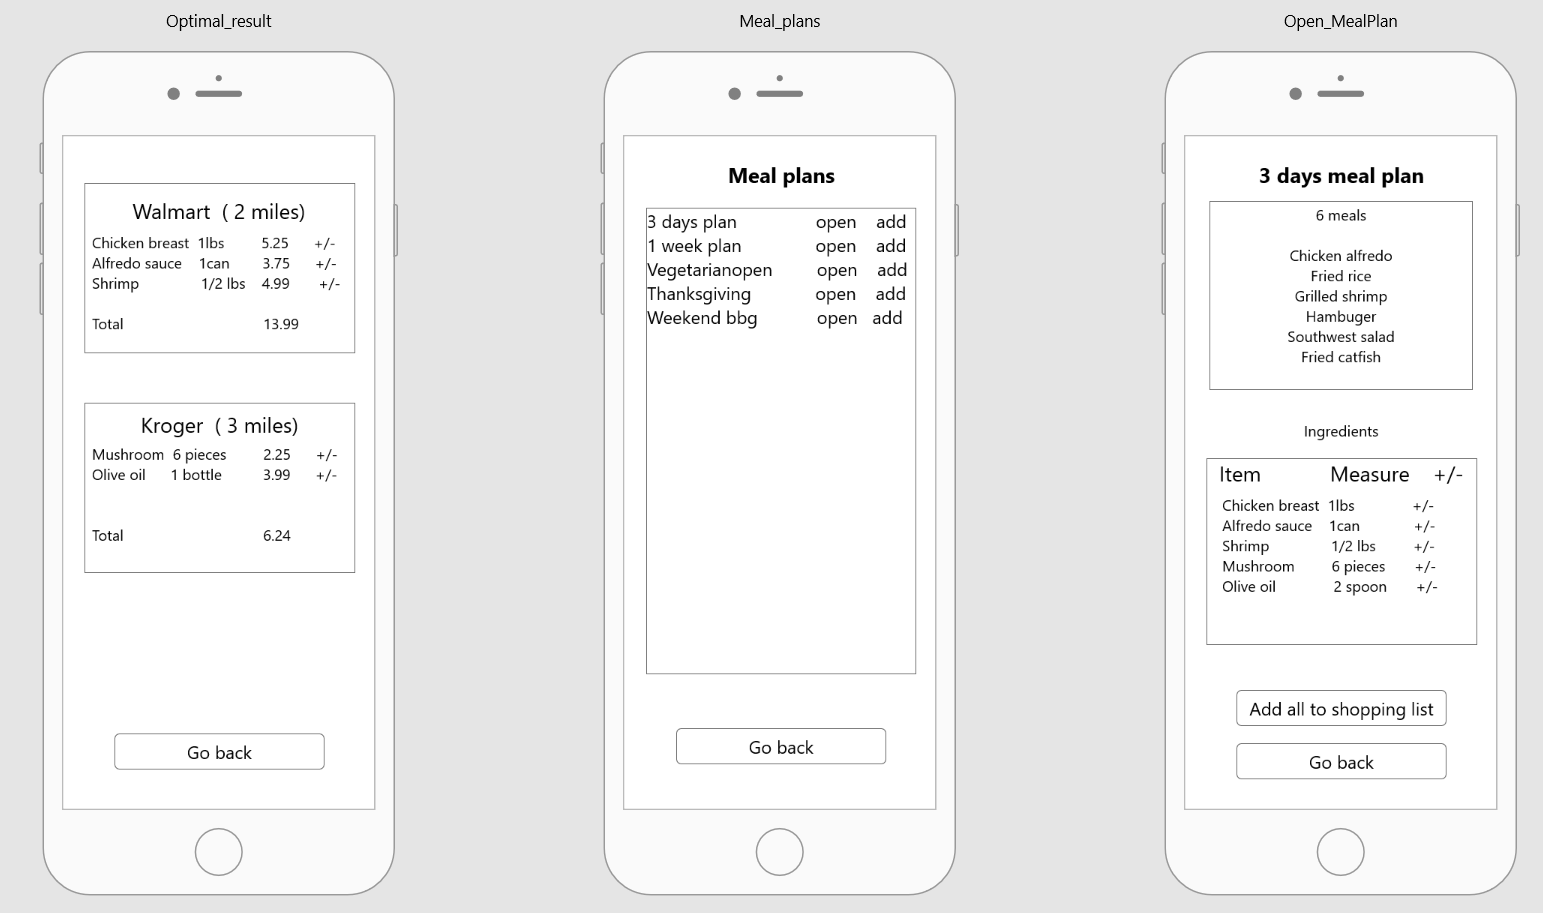 Optimal_result
Walmart ( 2 miles)
Chicken breast 1lbs 5.25 +/-
Alfredo sauce 1can 3.75 +/-
Shrimp 1/2 lbs 4.99 +/-
Total 13.99
Kroger ( 3 miles)
Mushroom 6 pieces 2.25 +/-
Olive oil 1 bottle 3.99 +/-
Total 6.24
Go back
Meal_plans
Meal plans
3 days plan open add
1 week plan open add
Vegetarianopen open add
Thanksgiving open add
Weekend bbg open add
Go back
Open_MealPlan
3 days meal plan
6 meals
Chicken alfredo
Fried rice
Grilled shrimp
Hambuger
Southwest salad
Fried catfish
Ingredients
Item Measure +/-
Chicken breast 1lbs +/-
Alfredo sauce 1can +/-
Shrimp 1/2 lbs +/-
Mushroom 6 pieces +/-
Olive oil 2 spoon +/-
Add all to shopping list
Go back